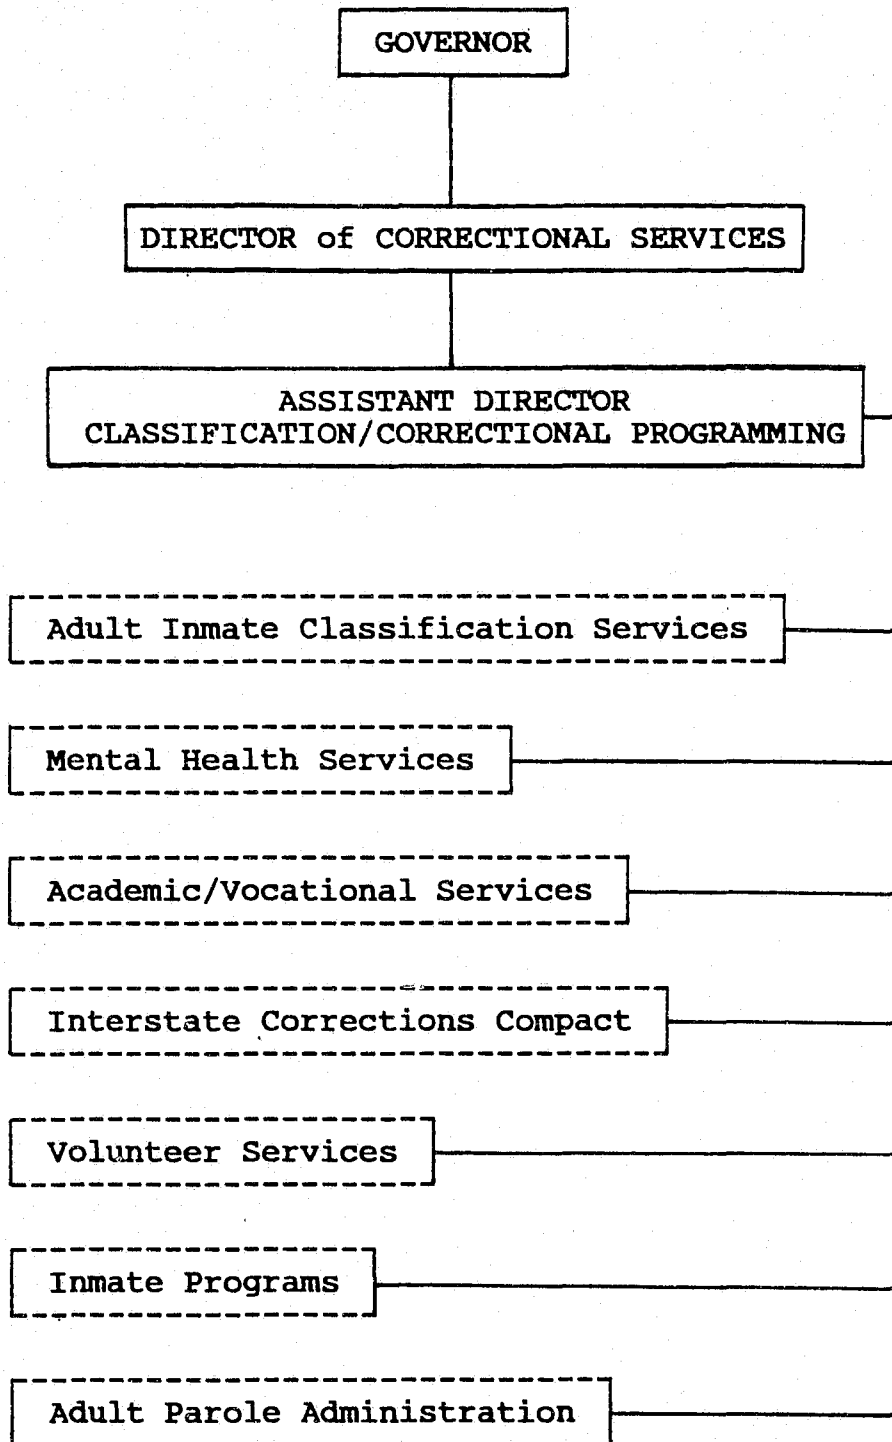 GOVERNOR
DIRECTOR of CORRECTIONAL SERVICES
ASSISTANT DIRECTOR
CLASSIFICATION/CORRECTIONAL PROGRAMMING
Adult Inmate Classification Services
Mental Health Services
Academic/Vocational Services
Interstate Corrections Compact
Volunteer Services
Inmate Programs
Adult Parole Administration